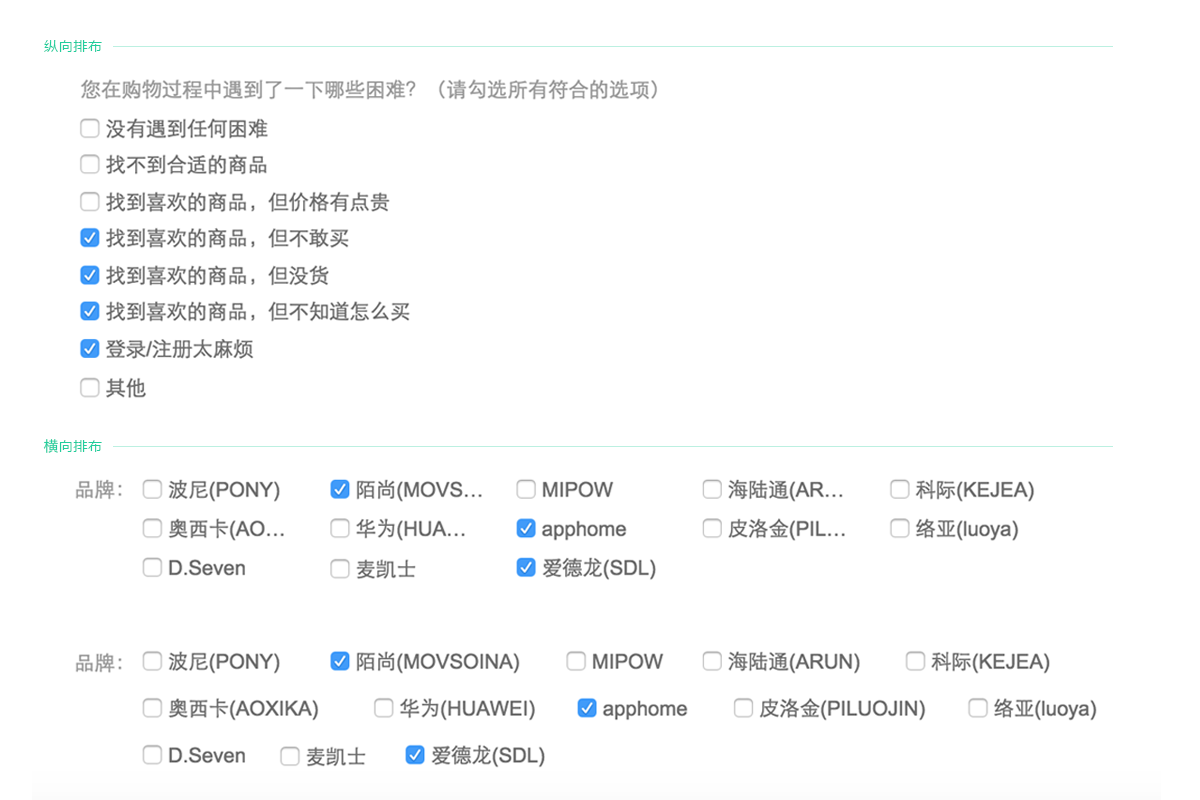 纵向排布
您在购物过程中遇到了一下哪些困难？（请勾选所有符合的选项）
没有遇到任何困难
找不到合适的商品
找到喜欢的商品，但价格有点贵
找到喜欢的商品，但不敢买
找到喜欢的商品，但没货
找到喜欢的商品，但不知道怎么买
登录/注册太麻烦
其他
横向排布
品牌： 波尼(PONY) 陌尚(MOVS... MIPOW 海陆通(AR... 科际(KEJEA)
奥西卡(AO... 华为(HUA... apphome 皮洛金(PIL... 络亚(luoya)
D.Seven 麦凯士 爱德龙(SDL)
品牌： 波尼(PONY) 陌尚(MOVSOINA) MIPOW 海陆通(ARUN) 科际(KEJEA)
奥西卡(AOXIKA) 华为(HUAWEI) apphome 皮洛金(PILUOJIN) 络亚(luoya)
D.Seven 麦凯士 爱德龙(SDL)